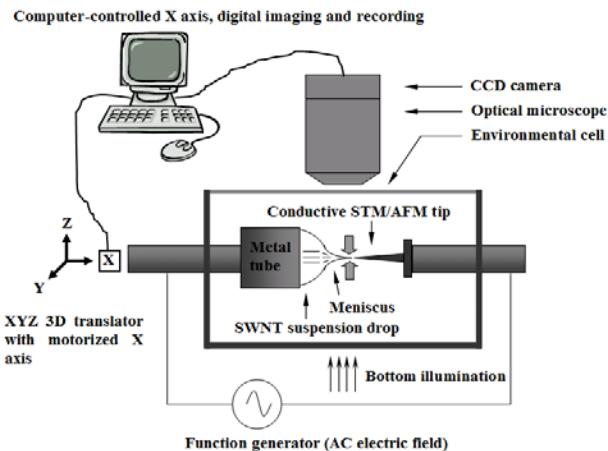 Computer-controlled X axis, digital imaging and recording
CCD camera
Optical microscope
Environmental cell
Conductive STM/AFM tip
Z
X
Y
Metal
tube
Meniscus
SWNT suspension drop
XYZ 3D translator
with motorized X
axis
Bottom illumination
Function generator (AC electric field)